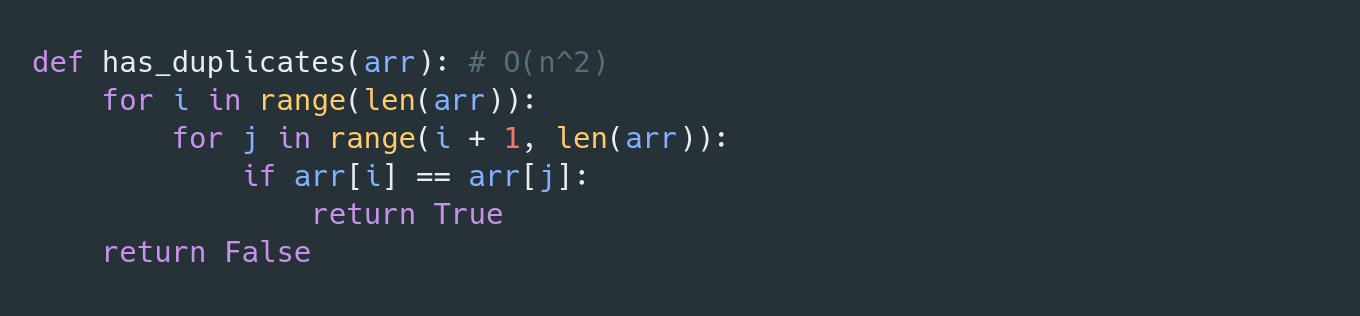 def has_duplicates(arr): # O(n^2)
    for i in range(len(arr)):
        for j in range(i + 1, len(arr)):
            if arr[i] == arr[j]:
                return True
    return False